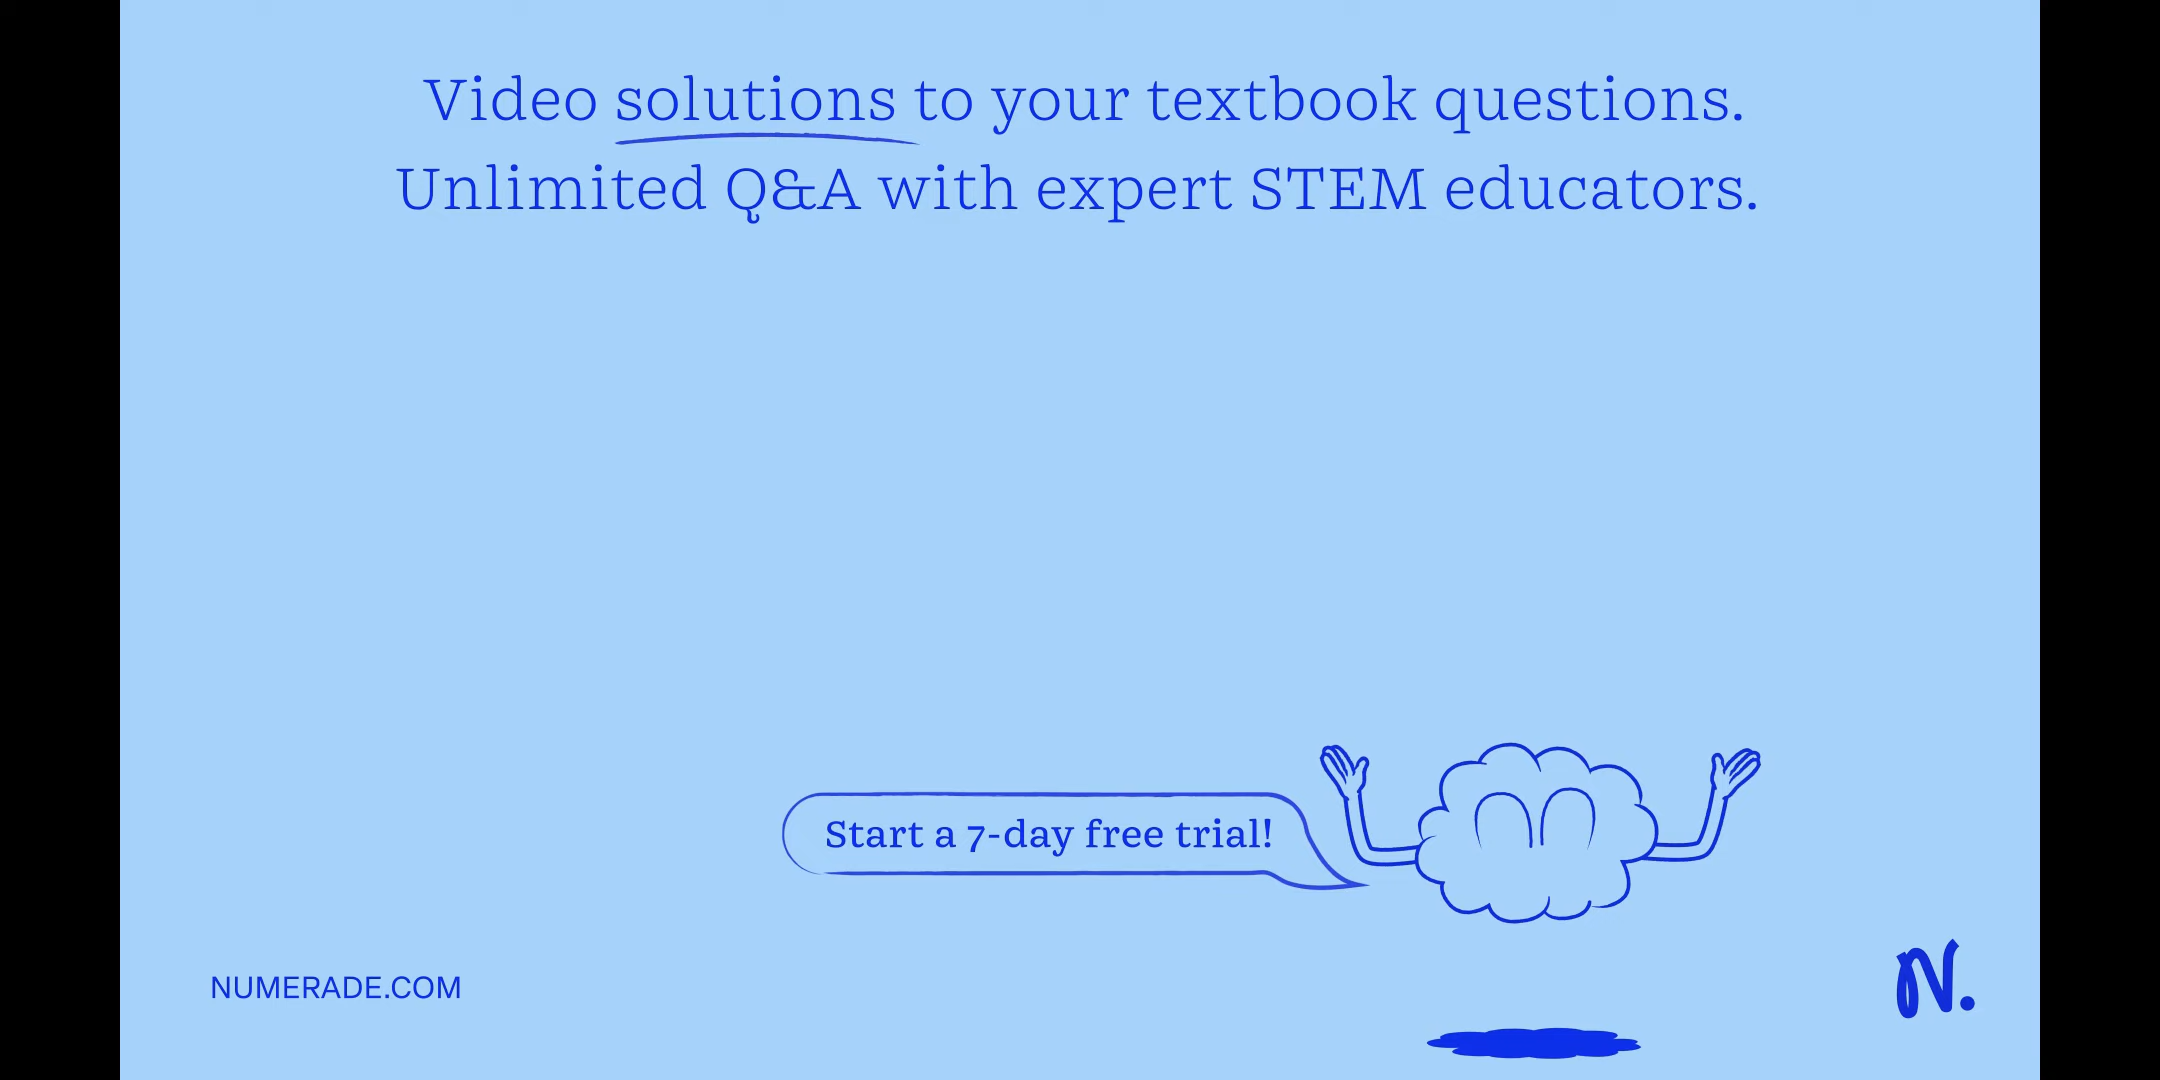 Video solutions to your textbook questions.
Unlimited Q&A with expert STEM educators.
Start a 7-day free trial!
NUMERADE.COM
N.